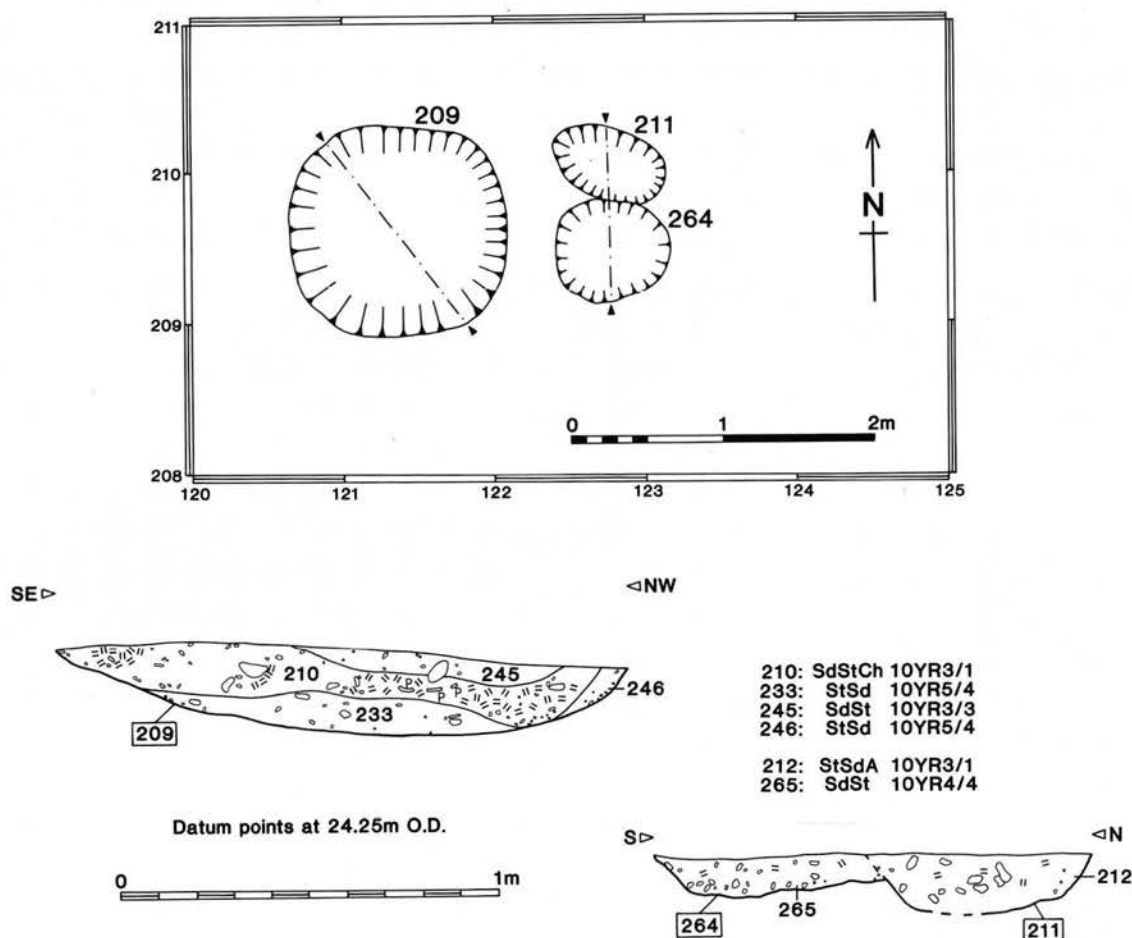 211
209
211
210
264
N
209
0 1 2m
208
120 121 122 123 124 125
SE NW
210 245 246
233
209
210: SdStCh 10YR3/1
233: StSd 10YR5/4
245: SdSt 10YR3/3
246: StSd 10YR5/4
212: StSdA 10YR3/1
265: SdSt 10YR4/4
Datum points at 24.25m O.D.
0 1m
S N
212
264 265 211